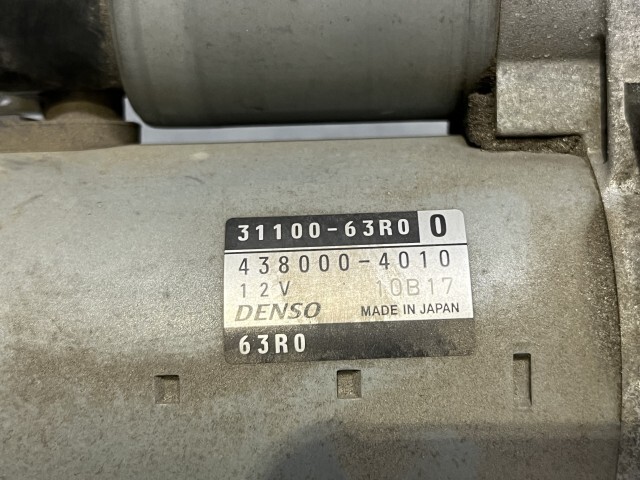 31100-63R0 0
438000-4010
12V 10B17
DENSO MADE IN JAPAN
63R0